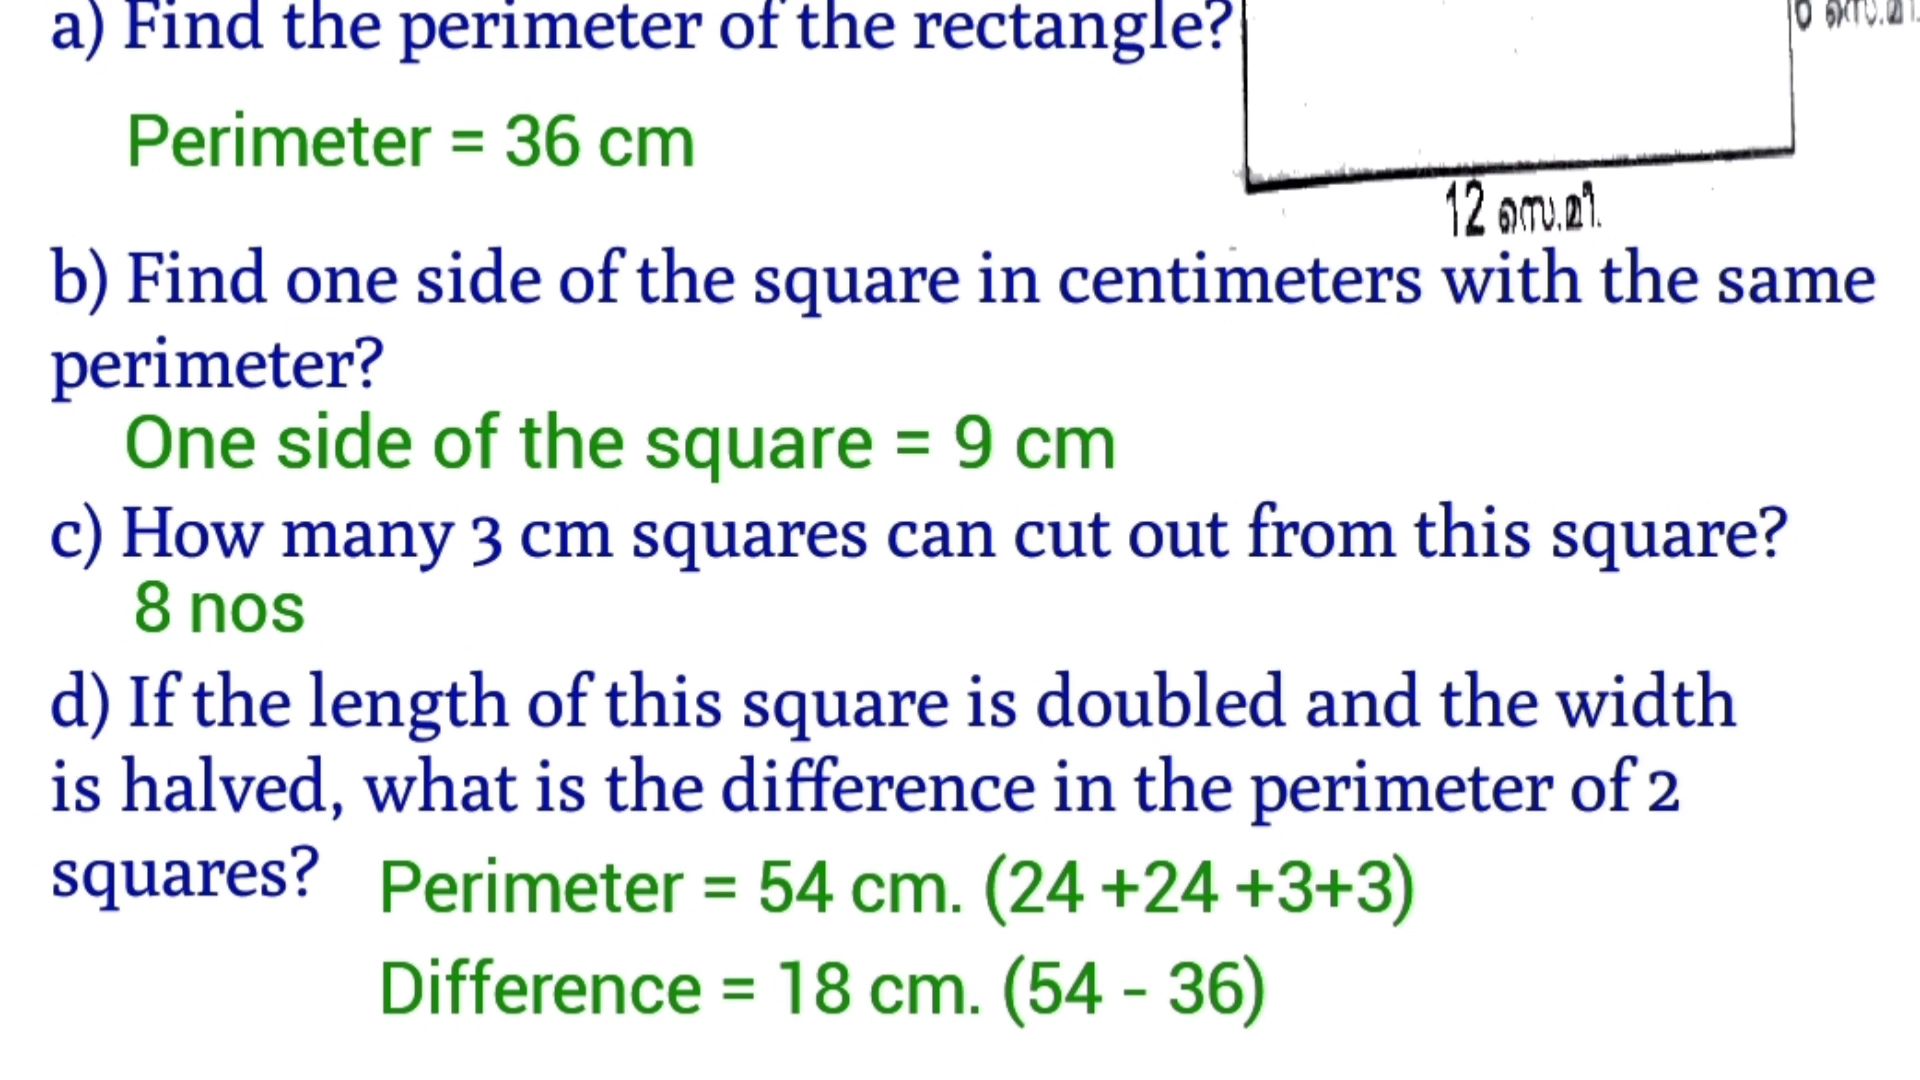 a) Find the perimeter of the rectangle?
6 സെ.മീ.
Perimeter = 36 cm
12 സെ.മീ.
b) Find one side of the square in centimeters with the same
perimeter?
One side of the square = 9 cm
c) How many 3 cm squares can cut out from this square?
8 nos
d) If the length of this square is doubled and the width
is halved, what is the difference in the perimeter of 2
squares?
Perimeter = 54 cm. (24 +24 +3+3)
Difference = 18 cm. (54 - 36)